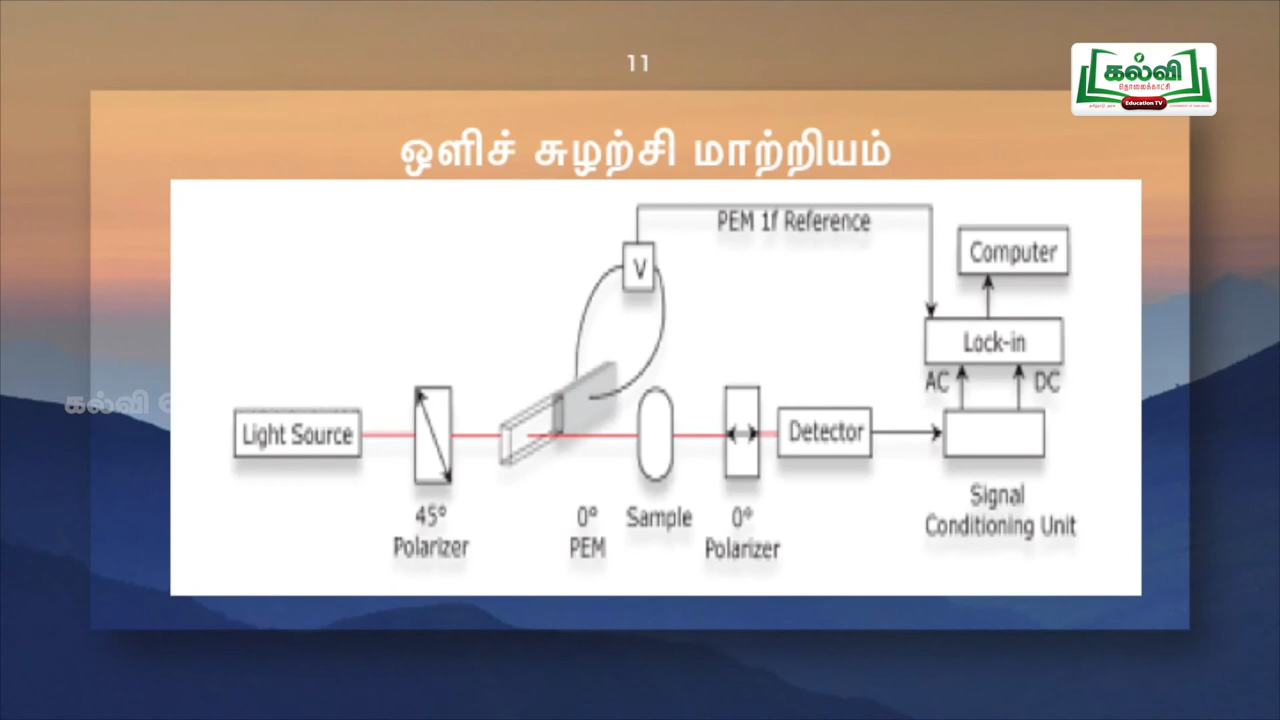 11
கல்வி
தொலைக்காட்சி
Education TV
ஒளிச் சுழற்சி மாற்றியம்
PEM 1f Reference
V
Computer
Lock-in
AC
DC
கல்வி
Light Source
Detector
45°
Polarizer
0°
PEM
Sample
0°
Polarizer
Signal
Conditioning Unit